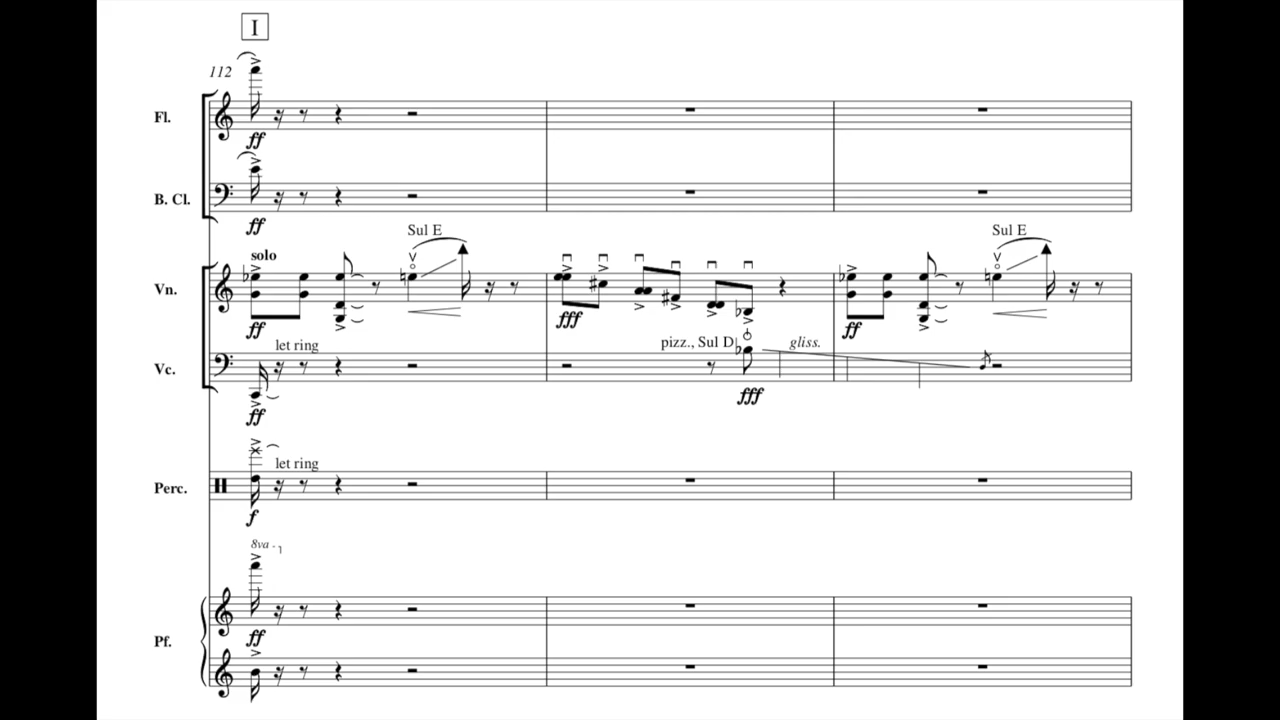 I
112
Fl.
ff
B. Cl.
ff
Sul E
Sul E
solo
Vn.
ff
fff
ff
let ring
pizz., Sul D
gliss.
Vc.
ff
fff
let ring
Perc.
f
8va
ff
Pf.